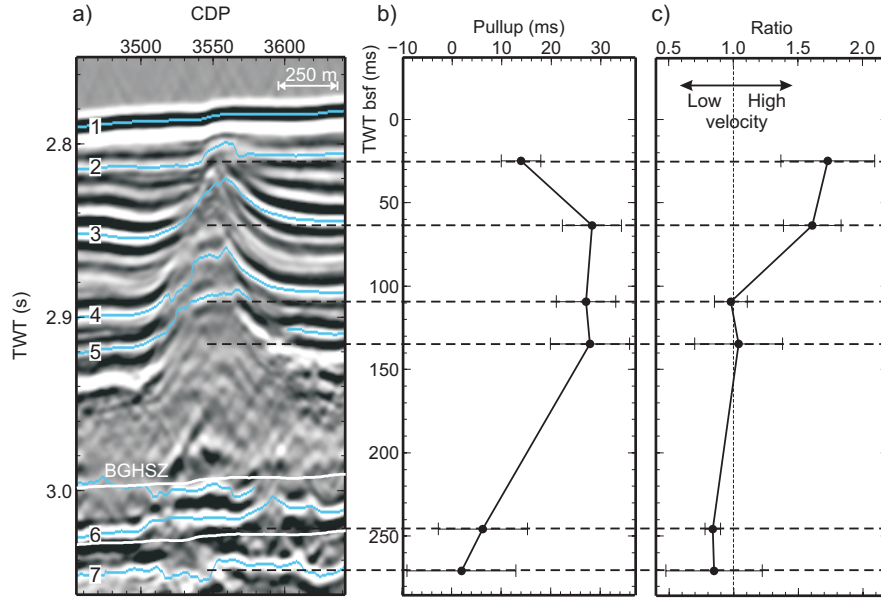 a)
CDP
3500 3550 3600
250 m
TWT (s)
2.8
2.9
3.0
1
2
3
4
5
BGHSZ
6
7
b)
Pullup (ms)
−10 0 10 20 30
TWT bsf (ms)
0
50
100
150
200
250
c)
Ratio
0.5 1.0 1.5 2.0
Low High
velocity